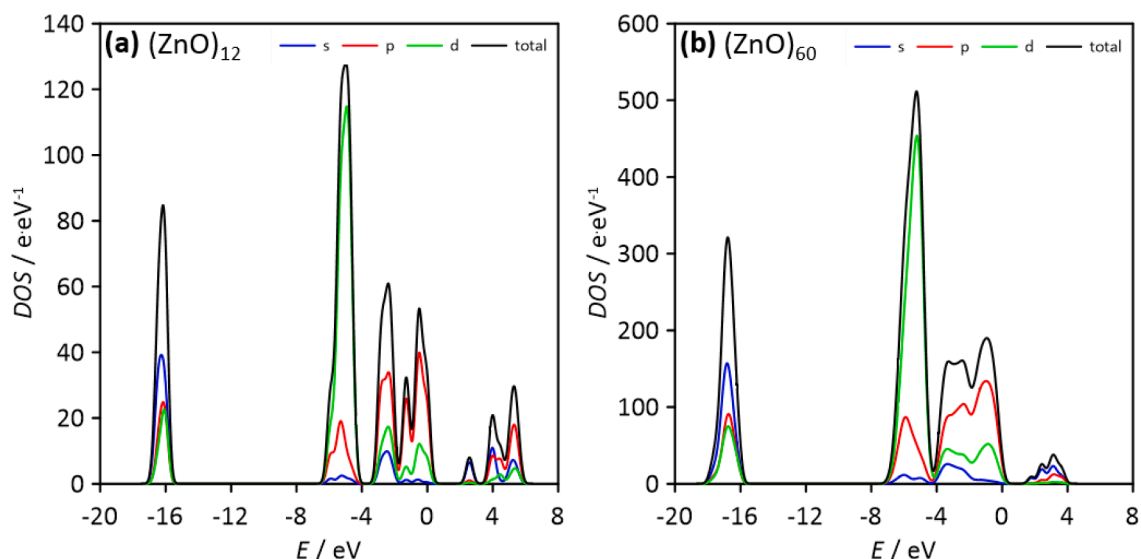 (a) (ZnO)12
s p d total
DOS / e·eV-1
140
120
100
80
60
40
20
0
-20 -16 -12 -8 -4 0 4 8
E / eV
(b) (ZnO)60
s p d total
DOS / e·eV-1
600
500
400
300
200
100
0
-20 -16 -12 -8 -4 0 4 8
E / eV